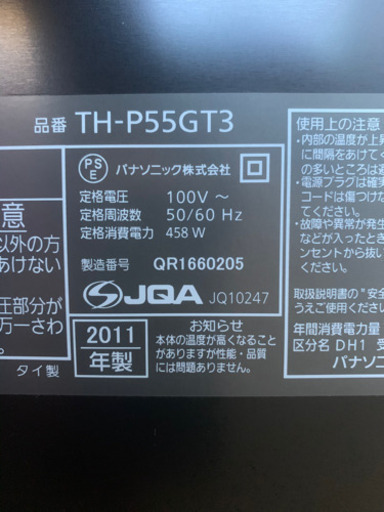 品番 TH-P55GT3
PS
E
パナソニック株式会社
定格電圧 100V ～
定格周波数 50/60 Hz
定格消費電力 458 W
製造番号 QR1660205
JQA JQ10247
2011
年製
お知らせ
本体の温度が高くなること
がありますが性能・品質
には問題ありません。
意
以外の方
あけない
圧部分が
万一さわ
タイ製
使用上の注意
・内部の温度が上昇
に間隔をあけて
の多いところは
・電源プラグは確
コードは傷つけ
てください。
・故障や異常が発生
などが入ったとき
ンセントから抜い
てください。
取扱説明書の"安全
うえご使用ください
年間消費電力量
区分名 DH1 受
パナソニ